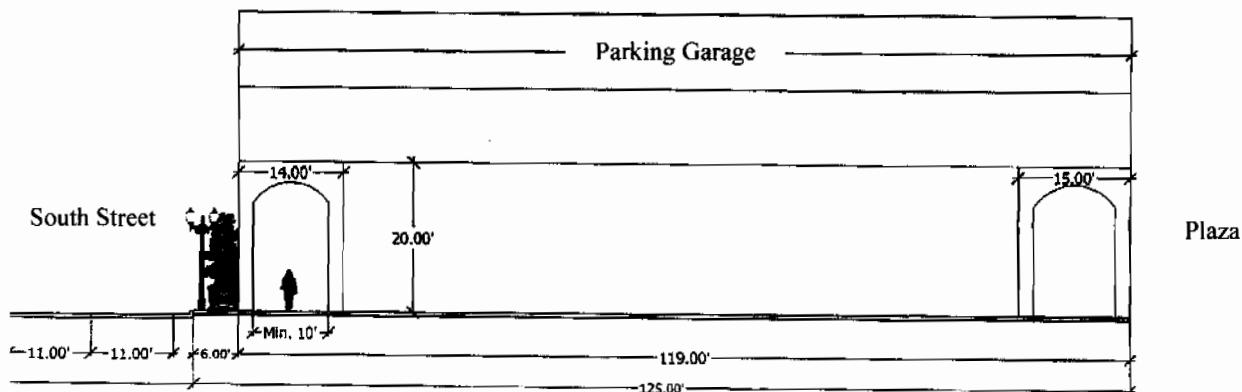 Parking Garage
14.00'
15.00'
South Street
20.00'
Plaza
Min. 10'
11.00'
11.00'
6.00'
119.00'
125.00'